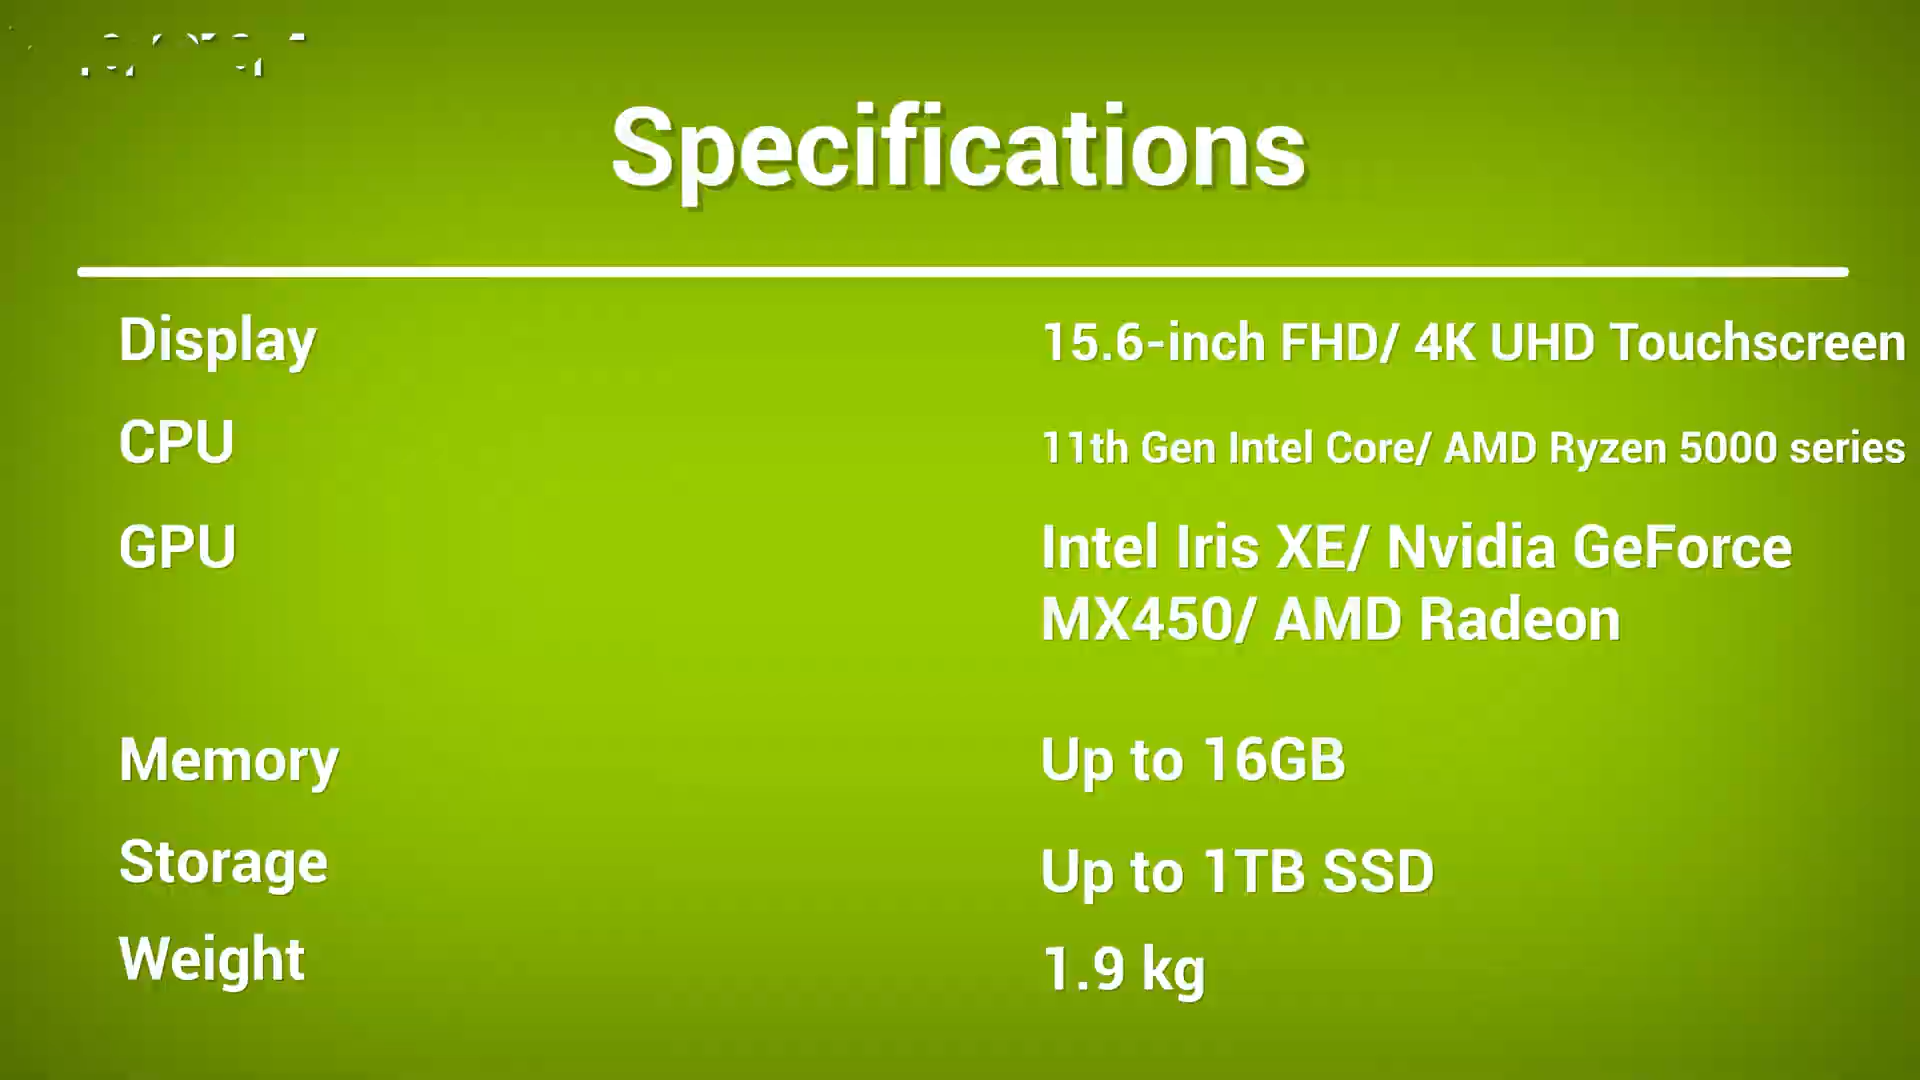 Specifications
Display
15.6-inch FHD/ 4K UHD Touchscreen
CPU
11th Gen Intel Core/ AMD Ryzen 5000 series
GPU
Intel Iris XE/ Nvidia GeForce
MX450/ AMD Radeon
Memory
Up to 16GB
Storage
Up to 1TB SSD
Weight
1.9 kg